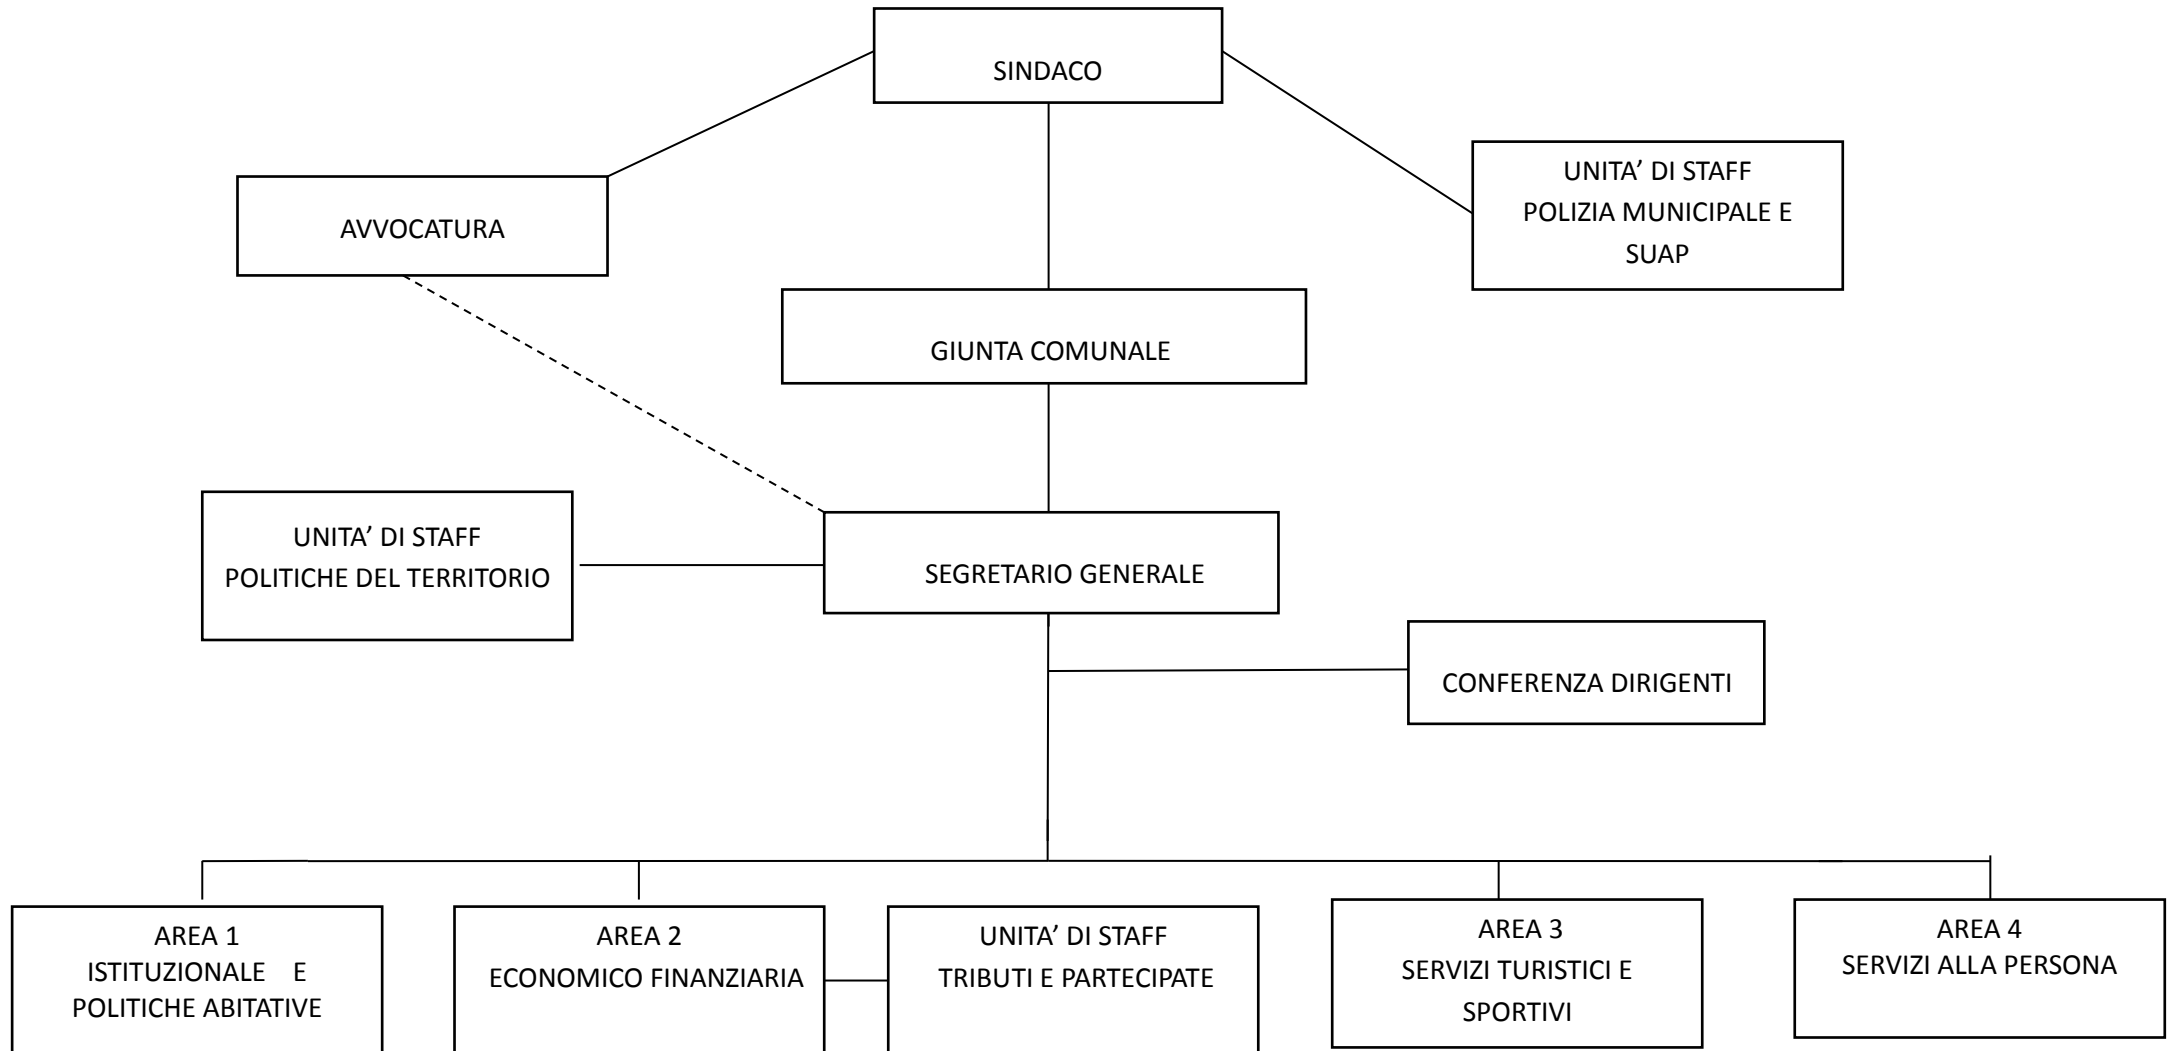 SINDACO
UNITA’ DI STAFF
POLIZIA MUNICIPALE E
SUAP
AVVOCATURA
GIUNTA COMUNALE
UNITA’ DI STAFF
POLITICHE DEL TERRITORIO
SEGRETARIO GENERALE
CONFERENZA DIRIGENTI
AREA 1
ISTITUZIONALE E
POLITICHE ABITATIVE
AREA 2
ECONOMICO FINANZIARIA
UNITA’ DI STAFF
TRIBUTI E PARTECIPATE
AREA 3
SERVIZI TURISTICI E
SPORTIVI
AREA 4
SERVIZI ALLA PERSONA